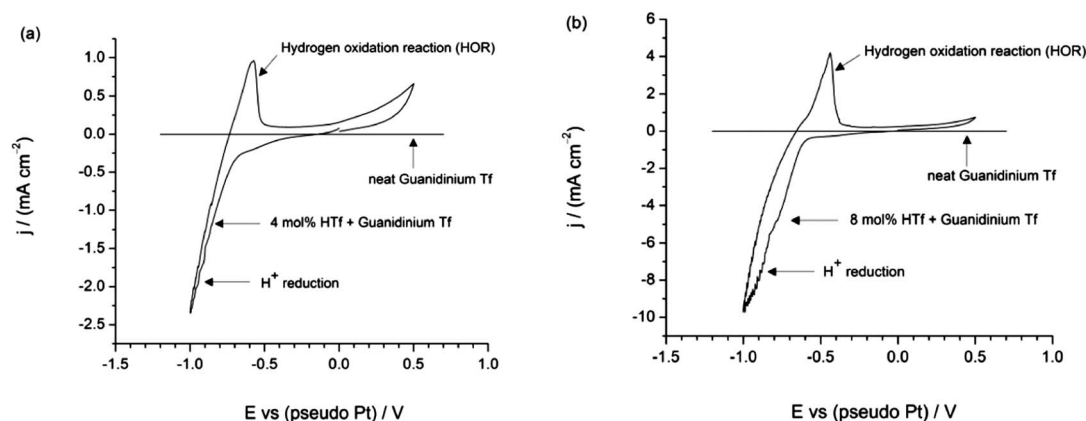 (a)
Hydrogen oxidation reaction (HOR)
1.0
0.5
0.0
-0.5
-1.0
-1.5
-2.0
-2.5
j / (mA cm⁻²)
neat Guanidinium Tf
4 mol% HTf + Guanidinium Tf
H⁺ reduction
-1.5 -1.0 -0.5 0.0 0.5 1.0
E vs (pseudo Pt) / V
(b)
Hydrogen oxidation reaction (HOR)
6
4
2
0
-2
-4
-6
-8
-10
j / (mA cm⁻²)
neat Guanidinium Tf
8 mol% HTf + Guanidinium Tf
H⁺ reduction
-1.5 -1.0 -0.5 0.0 0.5 1.0
E vs (pseudo Pt) / V